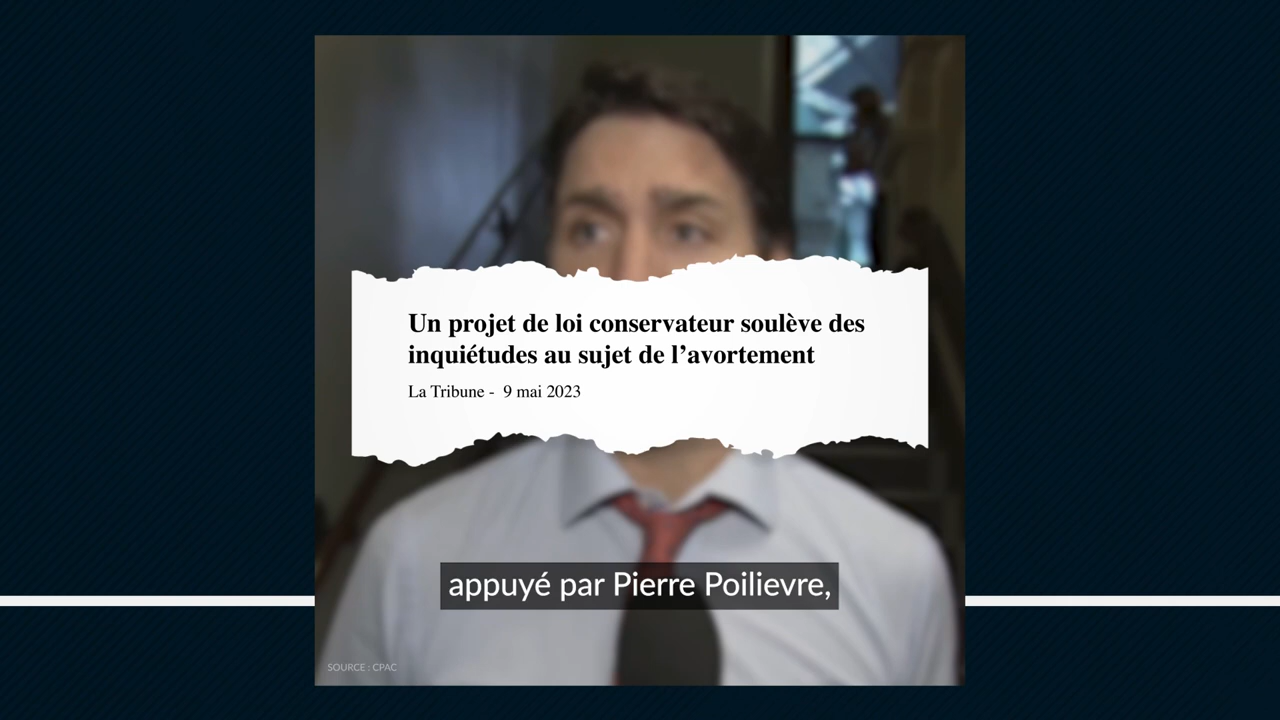 Un projet de loi conservateur soulève des
inquiétudes au sujet de l’avortement
La Tribune - 9 mai 2023
appuyé par Pierre Poilievre,
SOURCE : CPAC